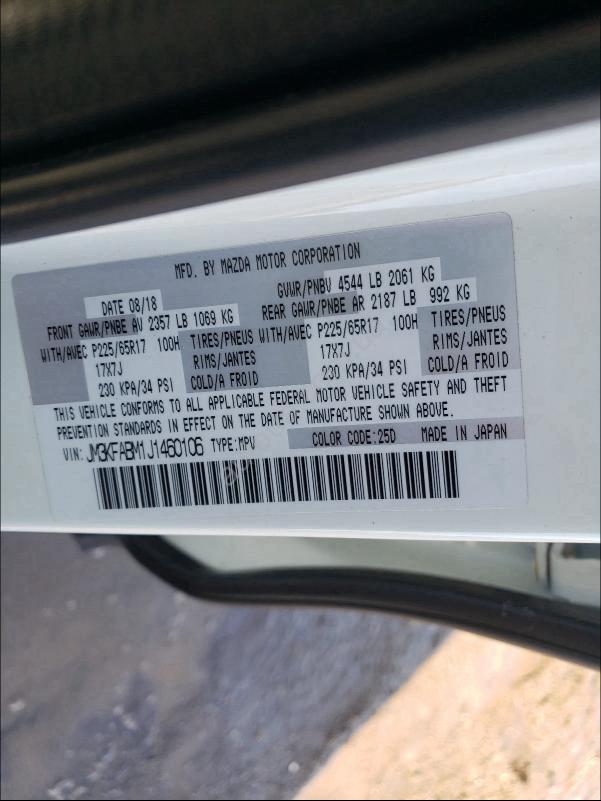 MFD. BY MAZDA MOTOR CORPORATION
DATE 08/18 GVWR/PNBV 4544 LB 2061 KG
FRONT GAWR/PNBE AV 2357 LB 1069 KG REAR GAWR/PNBE AR 2187 LB 992 KG
WITH/AVEC P225/65R17 100H TIRES/PNEUS WITH/AVEC P225/65R17 100H TIRES/PNEUS
17X7J RIMS/JANTES 17X7J RIMS/JANTES
230 KPA/34 PSI COLD/A FROID 230 KPA/34 PSI COLD/A FROID
THIS VEHICLE CONFORMS TO ALL APPLICABLE FEDERAL MOTOR VEHICLE SAFETY AND THEFT
PREVENTION STANDARDS IN EFFECT ON THE DATE OF MANUFACTURE SHOWN ABOVE.
VIN: JM3KFABM1J1460106 TYPE:MPV COLOR CODE:25D MADE IN JAPAN